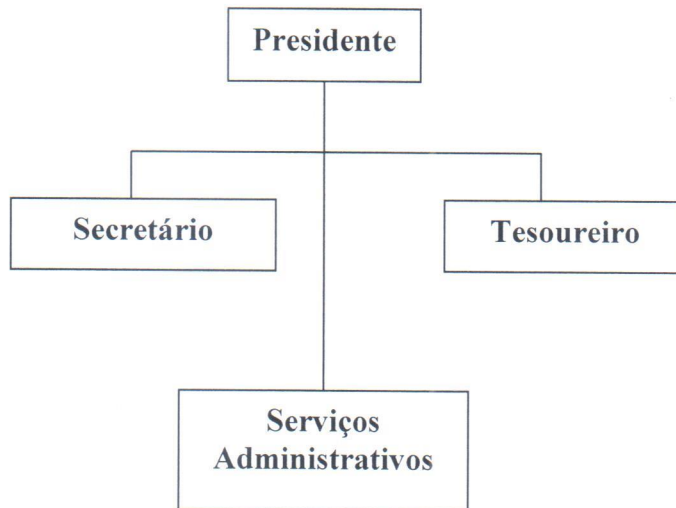 Presidente
Secretário
Tesoureiro
Serviços
Administrativos